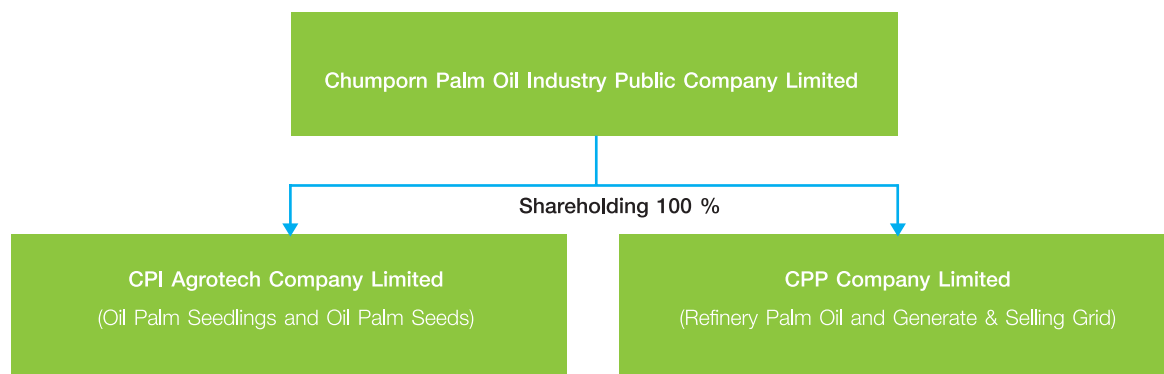 Chumporn Palm Oil Industry Public Company Limited
Shareholding 100 %
CPI Agrotech Company Limited
(Oil Palm Seedlings and Oil Palm Seeds)
CPP Company Limited
(Refinery Palm Oil and Generate & Selling Grid)